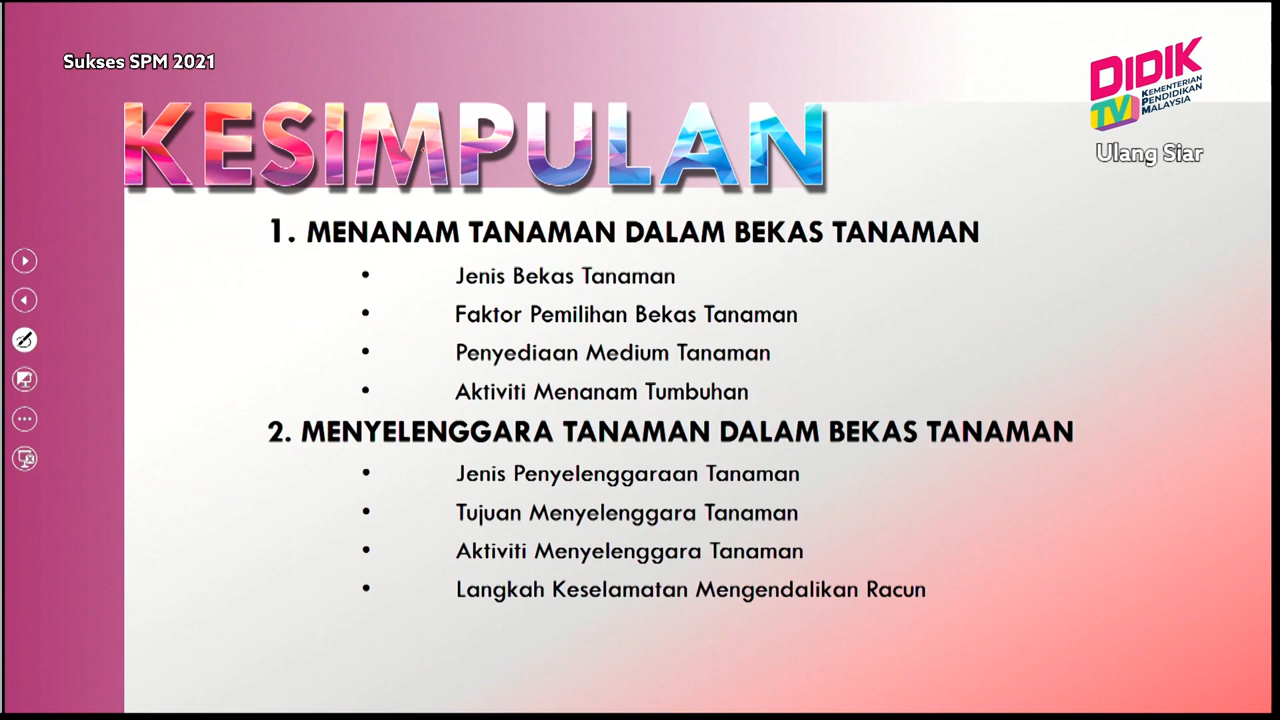 Sukses SPM 2021
DIDIK
TV
KEMENTERIAN
PENDIDIKAN
MALAYSIA
Ulang Siar
KESIMPULAN
1. MENANAM TANAMAN DALAM BEKAS TANAMAN
• Jenis Bekas Tanaman
• Faktor Pemilihan Bekas Tanaman
• Penyediaan Medium Tanaman
• Aktiviti Menanam Tumbuhan
2. MENYELENGGARA TANAMAN DALAM BEKAS TANAMAN
• Jenis Penyelenggaraan Tanaman
• Tujuan Menyelenggara Tanaman
• Aktiviti Menyelenggara Tanaman
• Langkah Keselamatan Mengendalikan Racun